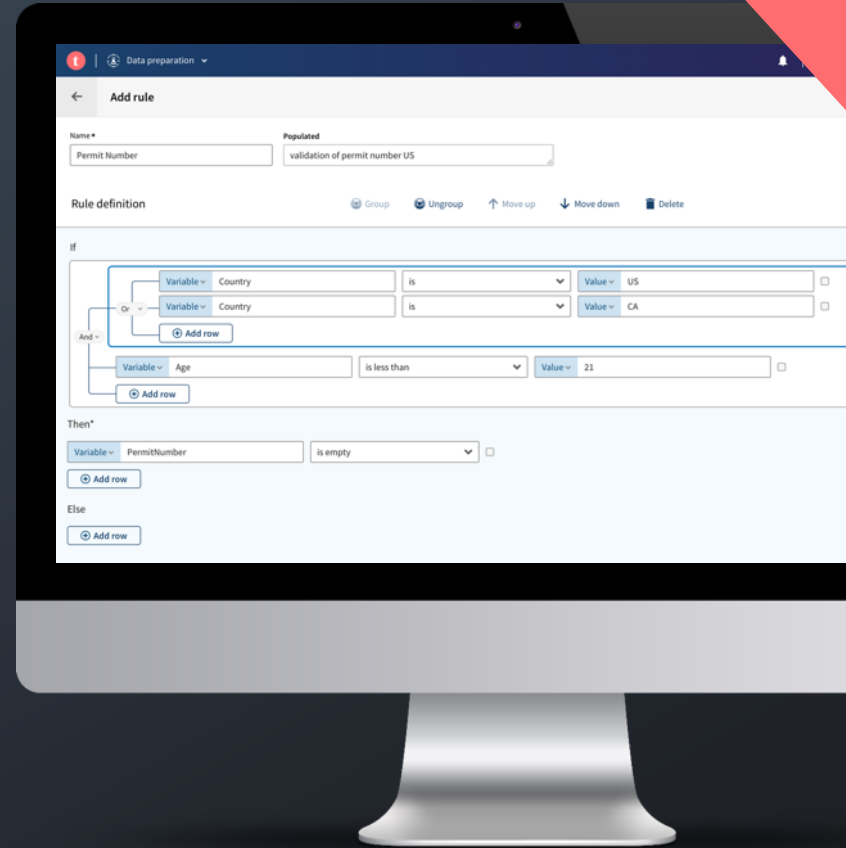 t | Data preparation
Add rule
Name* Populated
Permit Number validation of permit number US
Rule definition Group Ungroup Move up Move down Delete
If
Variable Country is Value US
Or Variable Country is Value CA
Add row
And
Variable Age is less than Value 21
Add row
Then*
Variable PermitNumber is empty
Add row
Else
Add row